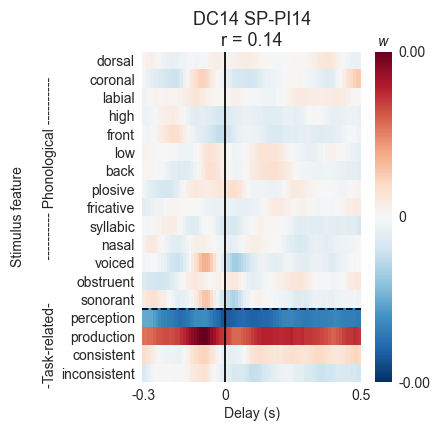 DC14 SP-PI14
r = 0.14
Stimulus feature
-Task-related- ---------- Phonological ----------
dorsal
coronal
labial
high
front
low
back
plosive
fricative
syllabic
nasal
voiced
obstruent
sonorant
perception
production
consistent
inconsistent
-0.3
0
0.5
Delay (s)
w
0.00
0
-0.00